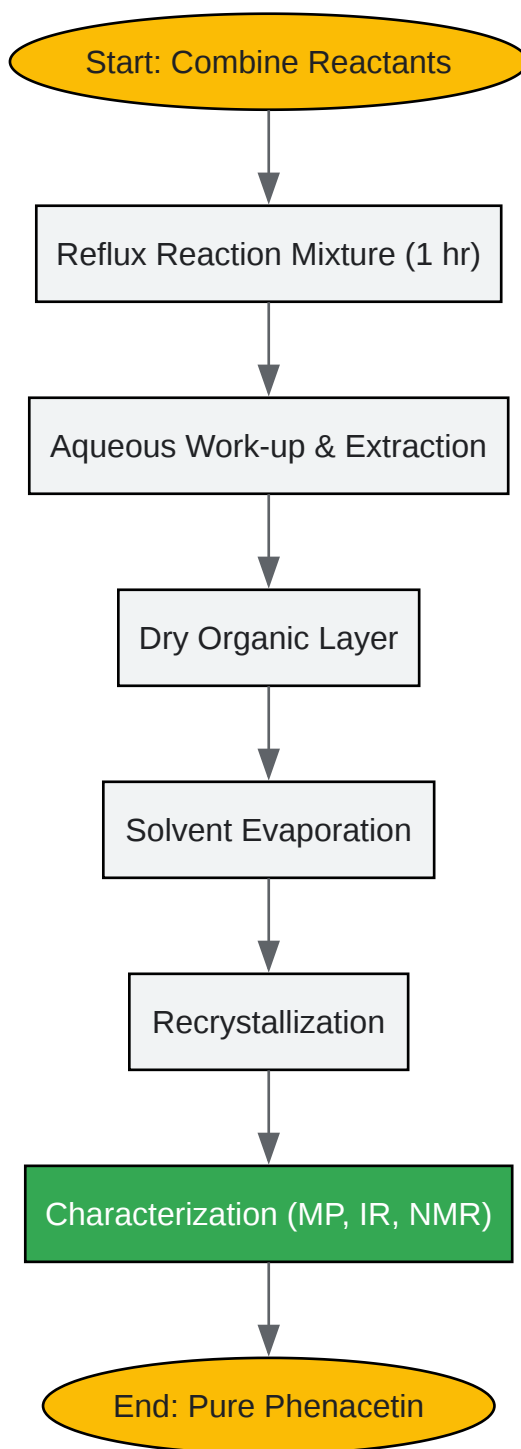 Start: Combine Reactants
Reflux Reaction Mixture (1 hr)
Aqueous Work-up & Extraction
Dry Organic Layer
Solvent Evaporation
Recrystallization
Characterization (MP, IR, NMR)
End: Pure Phenacetin